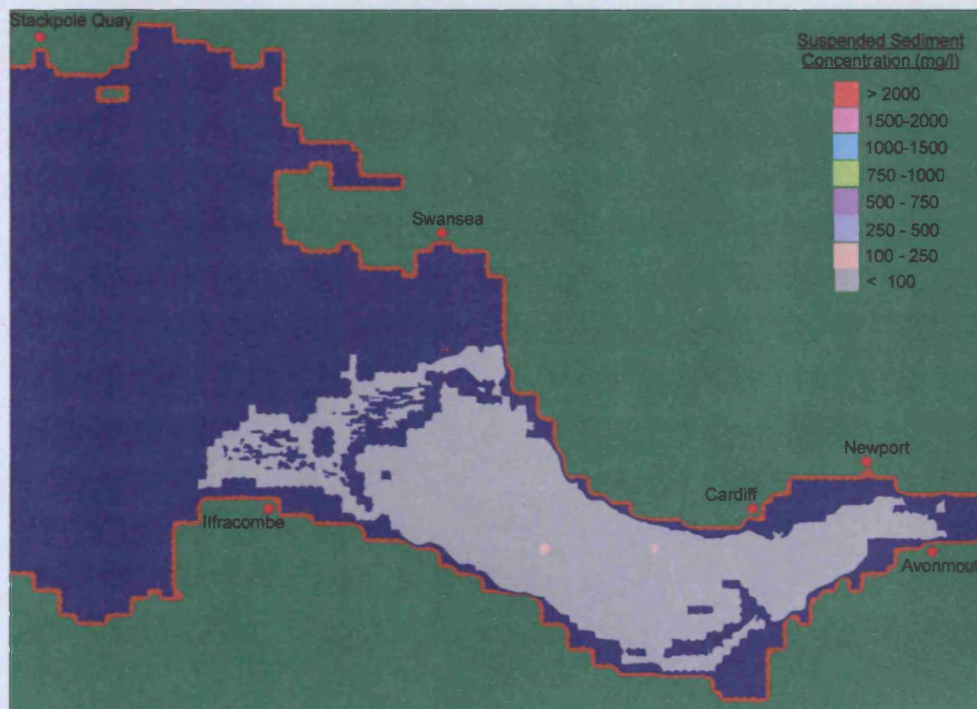 Stackpole Quay
Suspended Sediment
Concentration (mg/l)
> 2000
1500-2000
1000-1500
750 -1000
500 - 750
250 - 500
100 - 250
< 100
Swansea
Newport
Cardiff
Ilfracombe
Avonmout